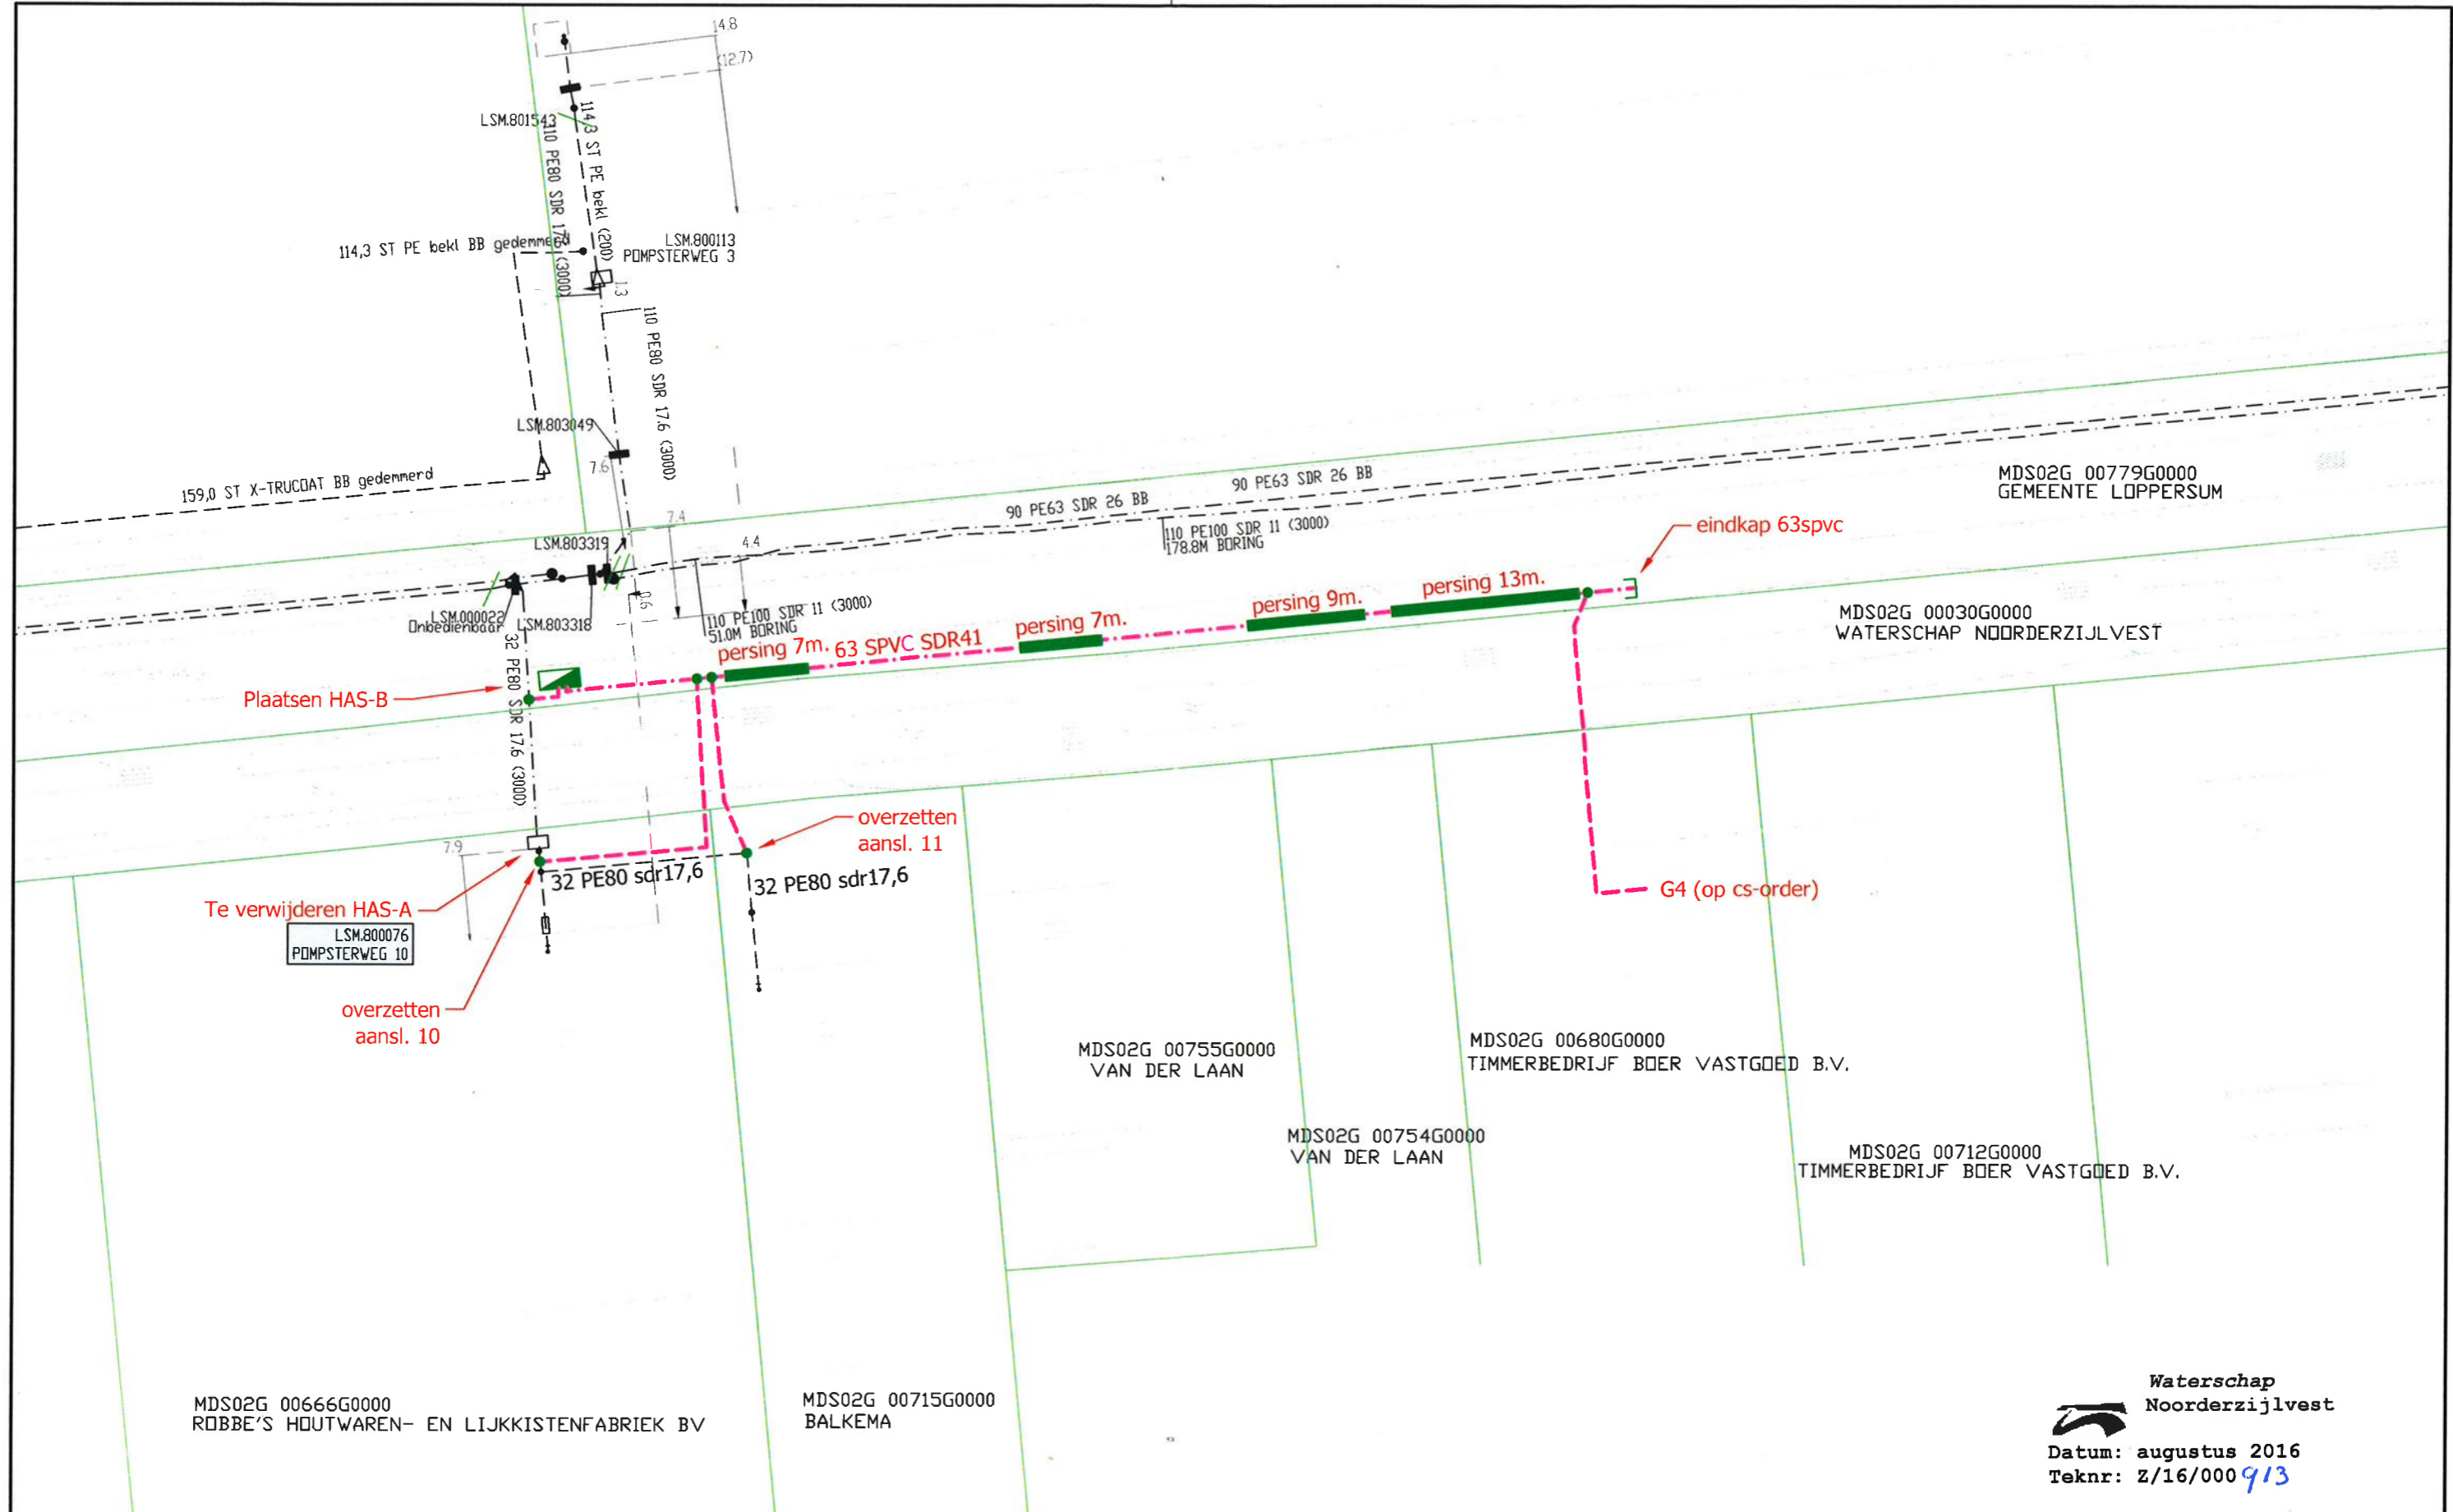 14.8
(12.7)
LSM.801543
114,3 ST PE bekl (200)
110 PE80 SDR 17,6 (3000)
114,3 ST PE bekl BB gedemmerd
LSM.800113
POMPSTERWEG 3
1.3
110 PE80 SDR 17,6 (3000)
LSM.803049
7.6
159,0 ST X-TRUCOAT BB gedemmerd
90 PE63 SDR 26 BB
90 PE63 SDR 26 BB
MDS02G 00779G0000
GEMEENTE LOPPERSUM
7.4
LSM.803319
4.4
110 PE100 SDR 11 (3000)
178.8M BORING
eindkap 63spvc
persing 13m.
persing 9m.
0.6
110 PE100 SDR 11 (3000)
51.0M BORING
LSM.000022
Onbedienbaar
LSM.803318
persing 7m.
63 SPVC SDR41
persing 7m.
MDS02G 00030G0000
WATERSCHAP NOORDERZIJLVEST
32 PE80 SDR 17,6 (3000)
Plaatsen HAS-B
overzetten
aansl. 11
7.9
32 PE80 sdr17,6
32 PE80 sdr17,6
G4 (op cs-order)
Te verwijderen HAS-A
LSM.800076
POMPSTERWEG 10
overzetten
aansl. 10
MDS02G 00755G0000
VAN DER LAAN
MDS02G 00680G0000
TIMMERBEDRIJF BOER VASTGOED B.V.
MDS02G 00754G0000
VAN DER LAAN
MDS02G 00712G0000
TIMMERBEDRIJF BOER VASTGOED B.V.
MDS02G 00666G0000
ROBBE'S HOUTWAREN- EN LIJKKISTENFABRIEK BV
MDS02G 00715G0000
BALKEMA
Waterschap
Noorderzijlvest
Datum: augustus 2016
Teknr: Z/16/000913